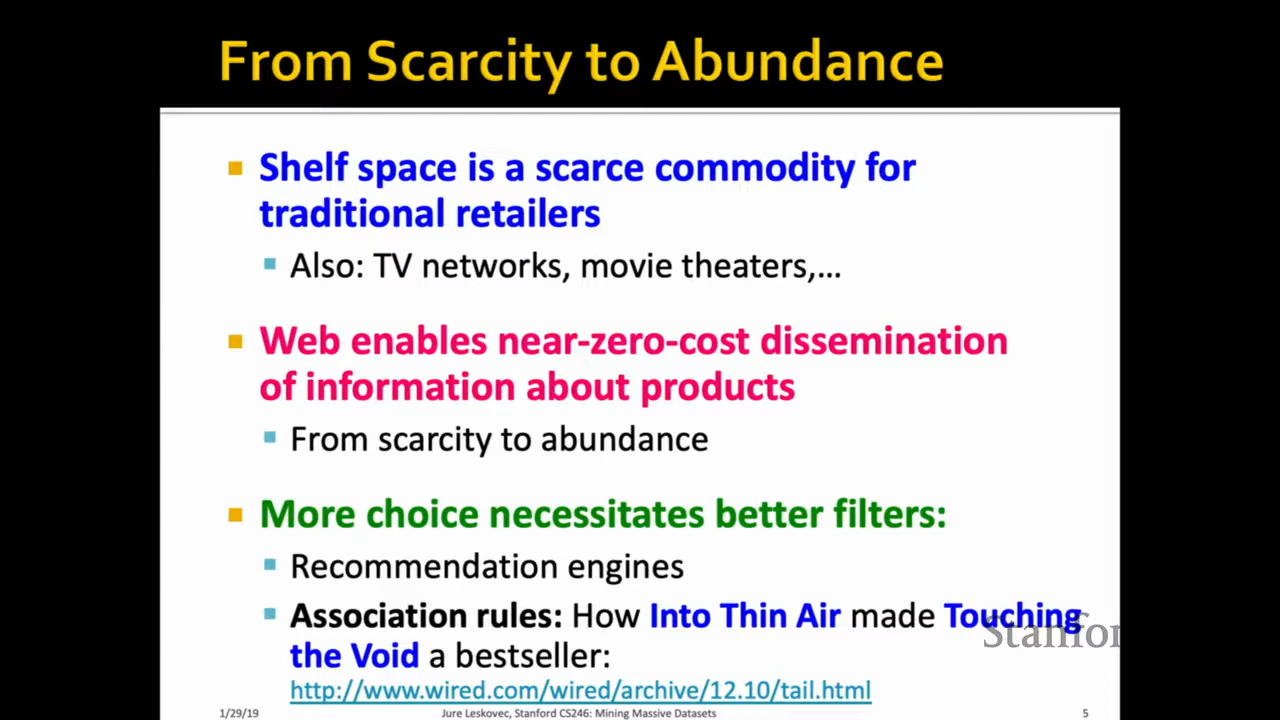 From Scarcity to Abundance
Shelf space is a scarce commodity for
traditional retailers
Also: TV networks, movie theaters,...
Web enables near-zero-cost dissemination
of information about products
From scarcity to abundance
More choice necessitates better filters:
Recommendation engines
Association rules: How Into Thin Air made Touching
the Void a bestseller:
http://www.wired.com/wired/archive/12.10/tail.html
Stanfor
1/29/19 Jure Leskovec, Stanford CS246: Mining Massive Datasets 5